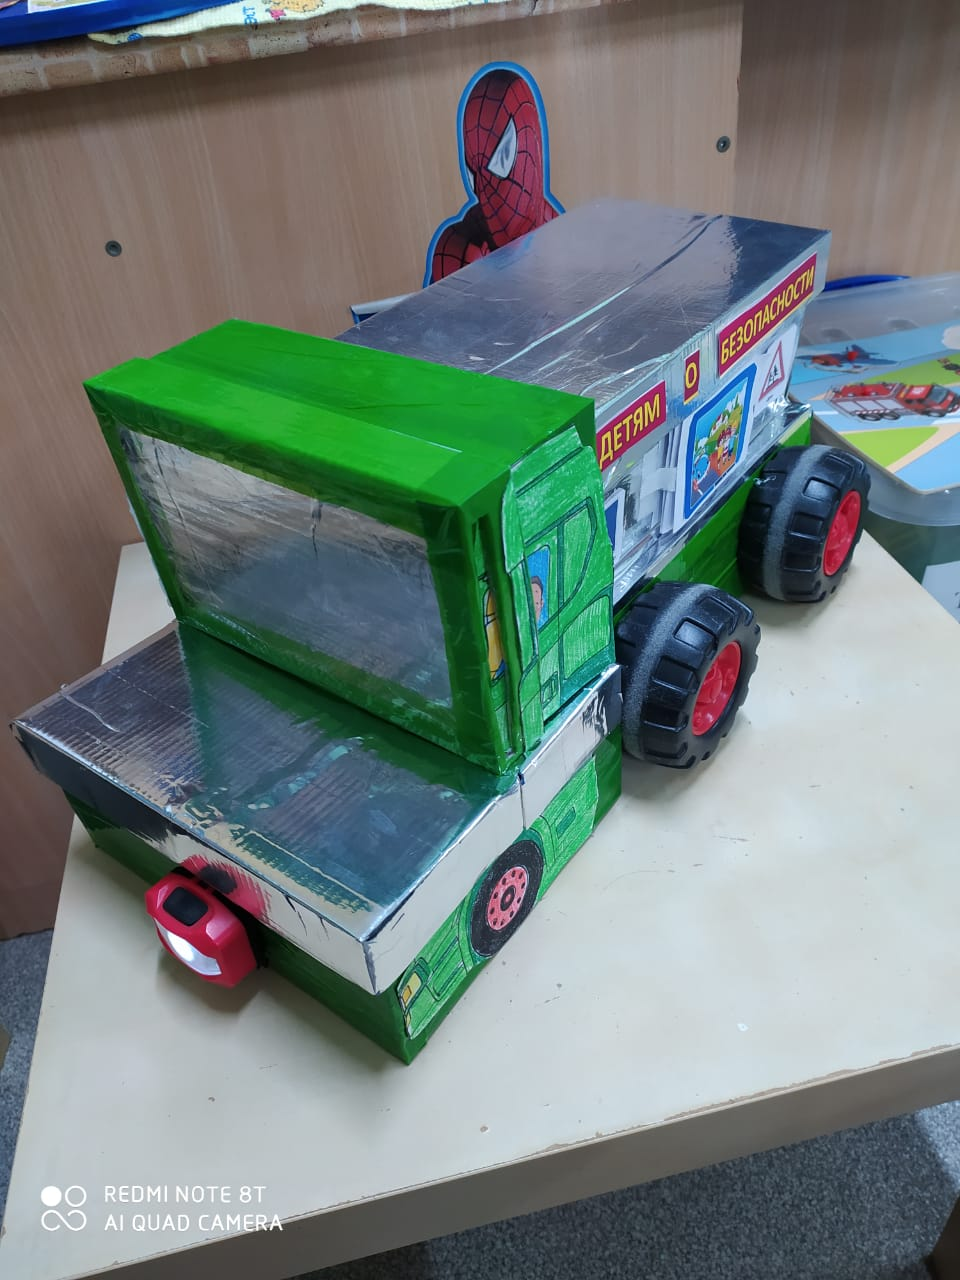 ДЕТЯМ О БЕЗОПАСНОСТИ
REDMI NOTE 8T
AI QUAD CAMERA